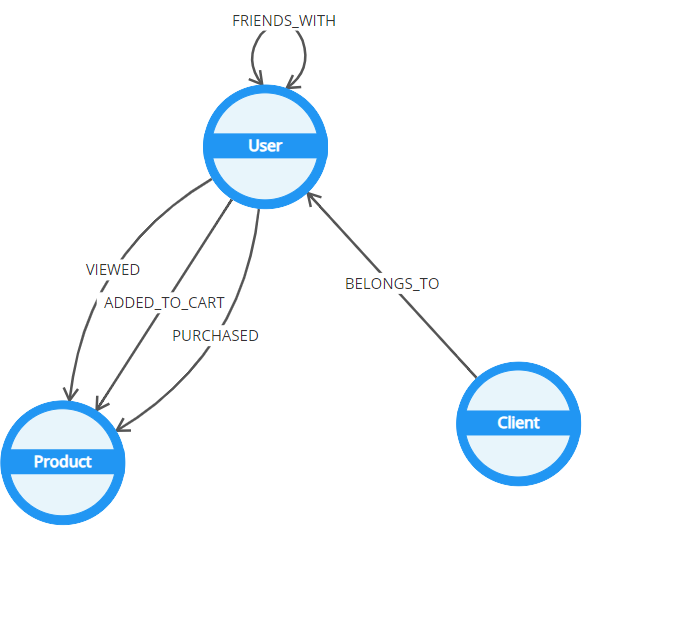 FRIENDS_WITH
User
VIEWED
BELONGS_TO
ADDED_TO_CART
PURCHASED
Client
Product